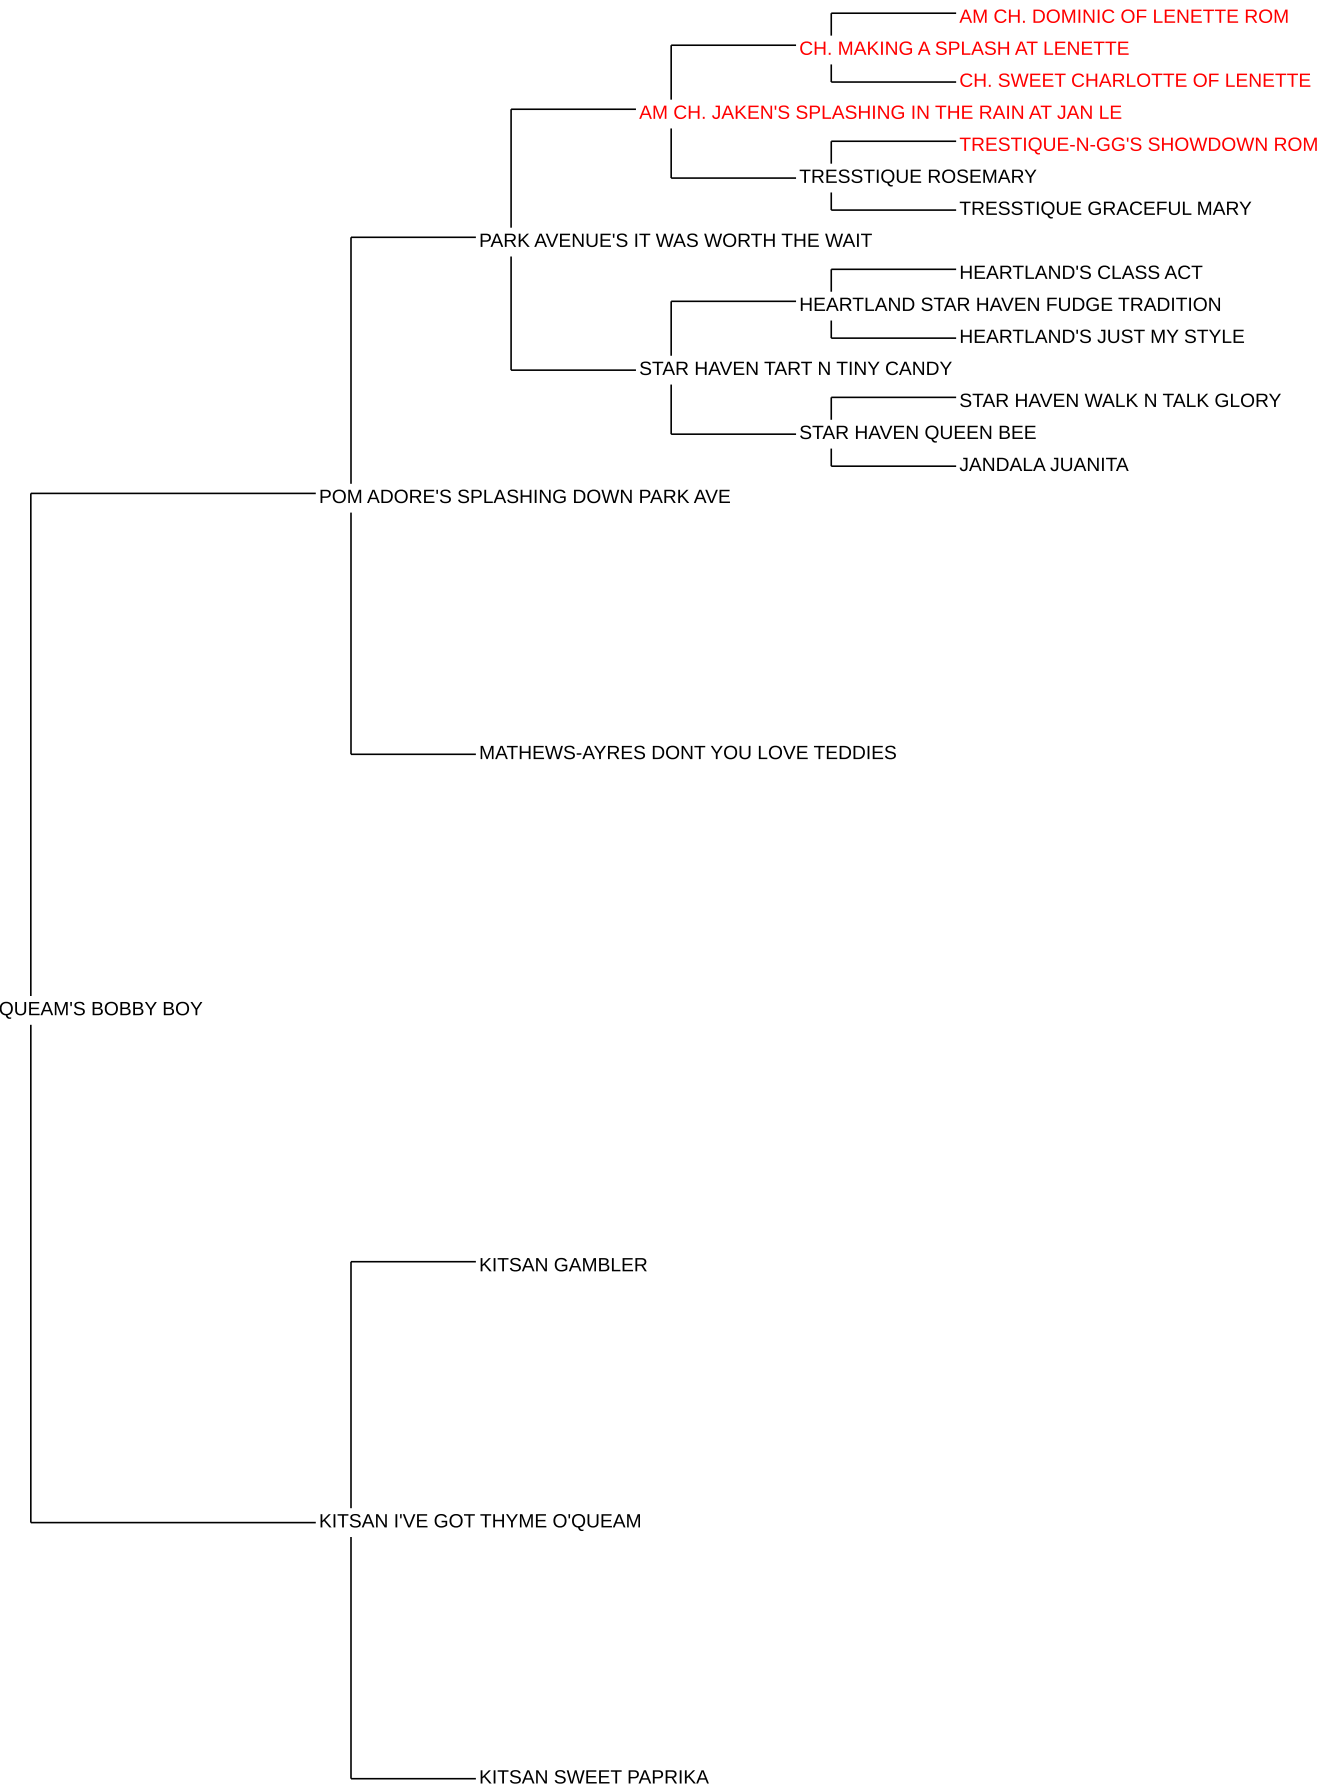 AM CH. DOMINIC OF LENETTE ROM
CH. MAKING A SPLASH AT LENETTE
CH. SWEET CHARLOTTE OF LENETTE
AM CH. JAKEN'S SPLASHING IN THE RAIN AT JAN LE
TRESTIQUE-N-GG'S SHOWDOWN ROM
TRESSTIQUE ROSEMARY
TRESSTIQUE GRACEFUL MARY
PARK AVENUE'S IT WAS WORTH THE WAIT
HEARTLAND'S CLASS ACT
HEARTLAND STAR HAVEN FUDGE TRADITION
HEARTLAND'S JUST MY STYLE
STAR HAVEN TART N TINY CANDY
STAR HAVEN WALK N TALK GLORY
STAR HAVEN QUEEN BEE
JANDALA JUANITA
POM ADORE'S SPLASHING DOWN PARK AVE
MATHEWS-AYRES DONT YOU LOVE TEDDIES
QUEAM'S BOBBY BOY
KITSAN GAMBLER
KITSAN I'VE GOT THYME O'QUEAM
KITSAN SWEET PAPRIKA